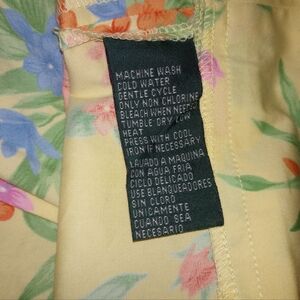 MACHINE WASH
COLD WATER
GENTLE CYCLE
ONLY NON CHLORINE
BLEACH WHEN NEEDED
TUMBLE DRY LOW
HEAT
PRESS WITH COOL
IRON IF NECESSARY
LAVADO A MAQUINA
CON AGUA FRIA
CICLO DELICADO
USE BLANQUEADORES
SIN CLORO
UNICAMENTE
CUANDO SEA
NECESARIO